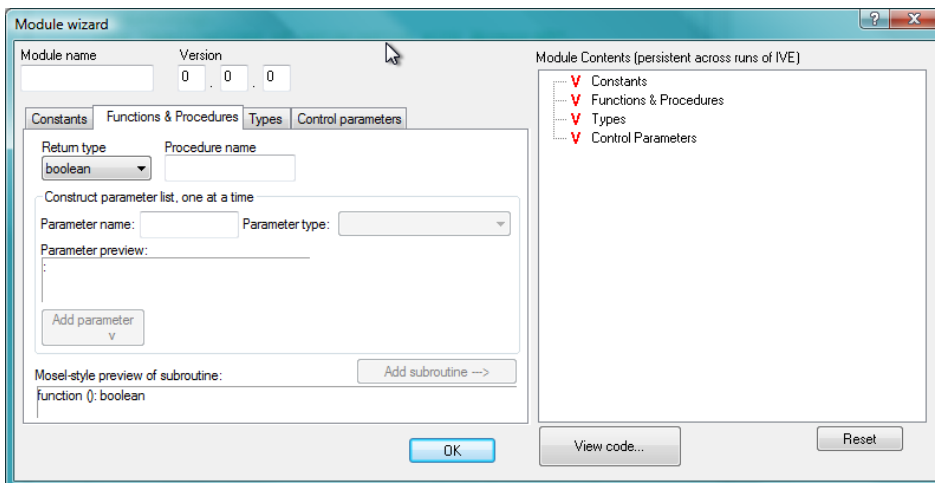 Module wizard
?
X
Module name
Version
0 . 0 . 0
Constants
Functions & Procedures
Types
Control parameters
Return type
Procedure name
boolean
Construct parameter list, one at a time
Parameter name:
Parameter type:
Parameter preview:
:
Add parameter
v
Mosel-style preview of subroutine:
Add subroutine --->
function (): boolean
OK
Module Contents (persistent across runs of IVE)
V Constants
V Functions & Procedures
V Types
V Control Parameters
View code...
Reset